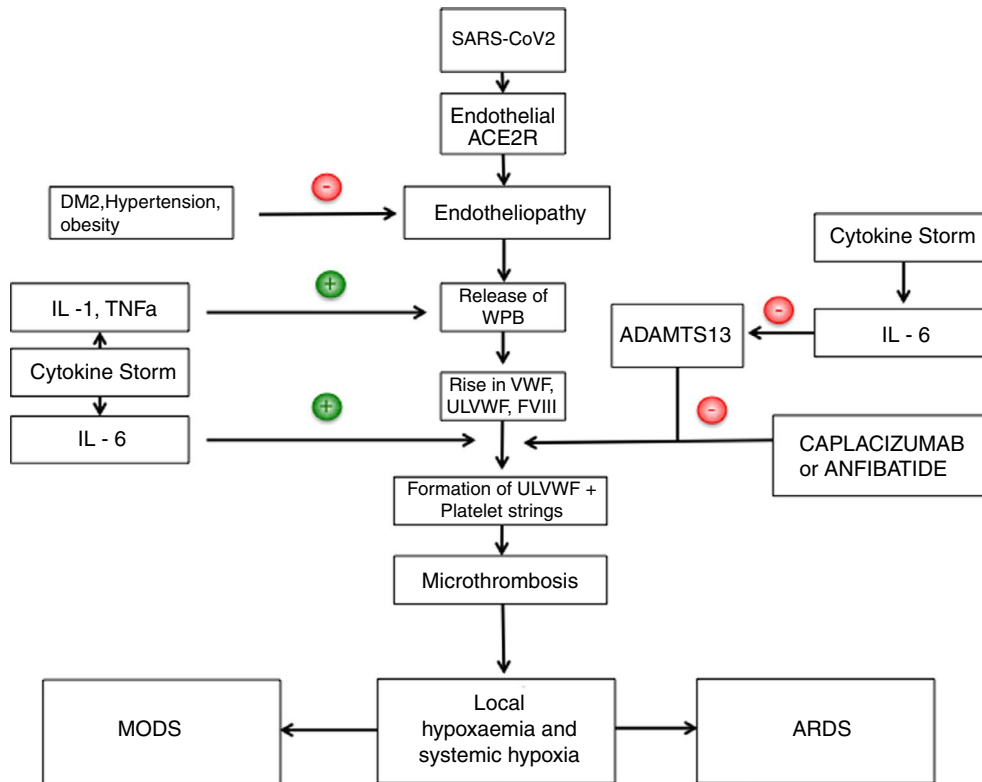 SARS-CoV2
Endothelial
ACE2R
-
DM2,Hypertension,
obesity
Endotheliopathy
Cytokine Storm
+
IL -1, TNFa
Release of
WPB
-
ADAMTS13
IL - 6
Cytokine Storm
Rise in VWF,
ULVWF, FVIII
+
-
IL - 6
CAPLACIZUMAB
or ANFIBATIDE
Formation of ULVWF +
Platelet strings
Microthrombosis
MODS
Local
hypoxaemia and
systemic hypoxia
ARDS